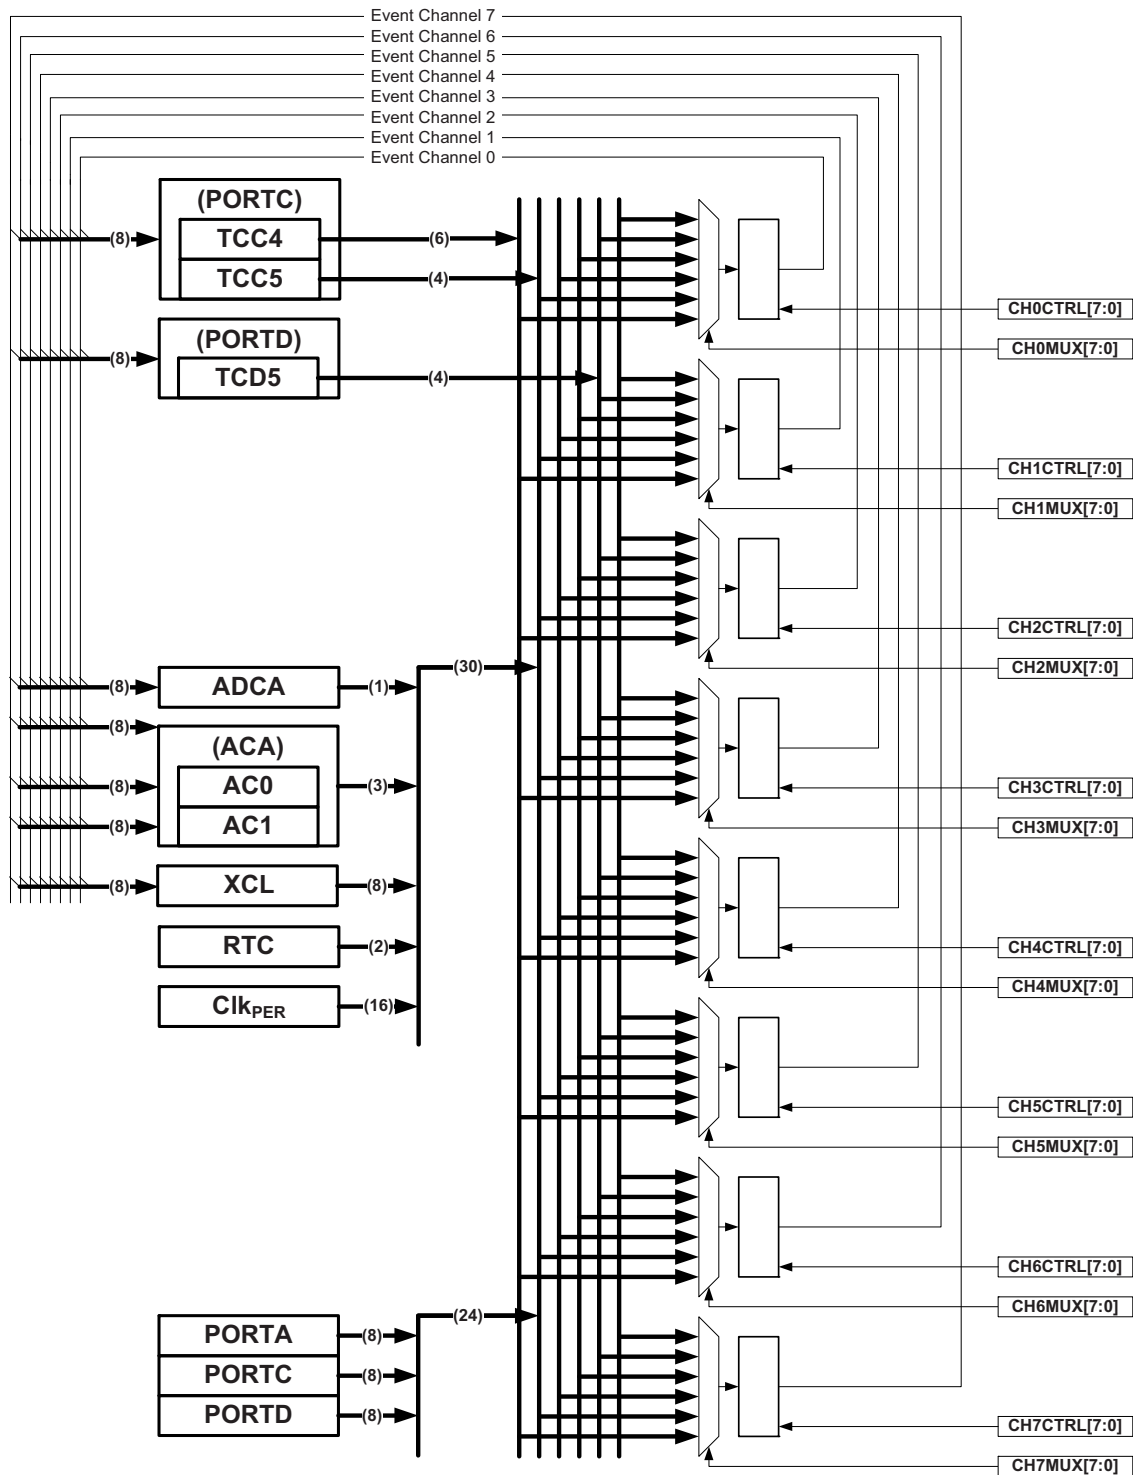 Event Channel 7
Event Channel 6
Event Channel 5
Event Channel 4
Event Channel 3
Event Channel 2
Event Channel 1
Event Channel 0
(PORTC)
(8) TCC4 (6)
TCC5 (4)
CH0CTRL[7:0]
(PORTD)
CH0MUX[7:0]
(8)
TCD5 (4)
CH1CTRL[7:0]
CH1MUX[7:0]
CH2CTRL[7:0]
(30) CH2MUX[7:0]
(8) ADCA (1)
(8)
(ACA)
(8) AC0 (3) CH3CTRL[7:0]
(8) AC1 CH3MUX[7:0]
(8) XCL (8)
RTC (2) CH4CTRL[7:0]
CH4MUX[7:0]
ClkPER (16)
CH5CTRL[7:0]
CH5MUX[7:0]
CH6CTRL[7:0]
CH6MUX[7:0]
(24)
PORTA (8)
PORTC (8)
PORTD (8)
CH7CTRL[7:0]
CH7MUX[7:0]